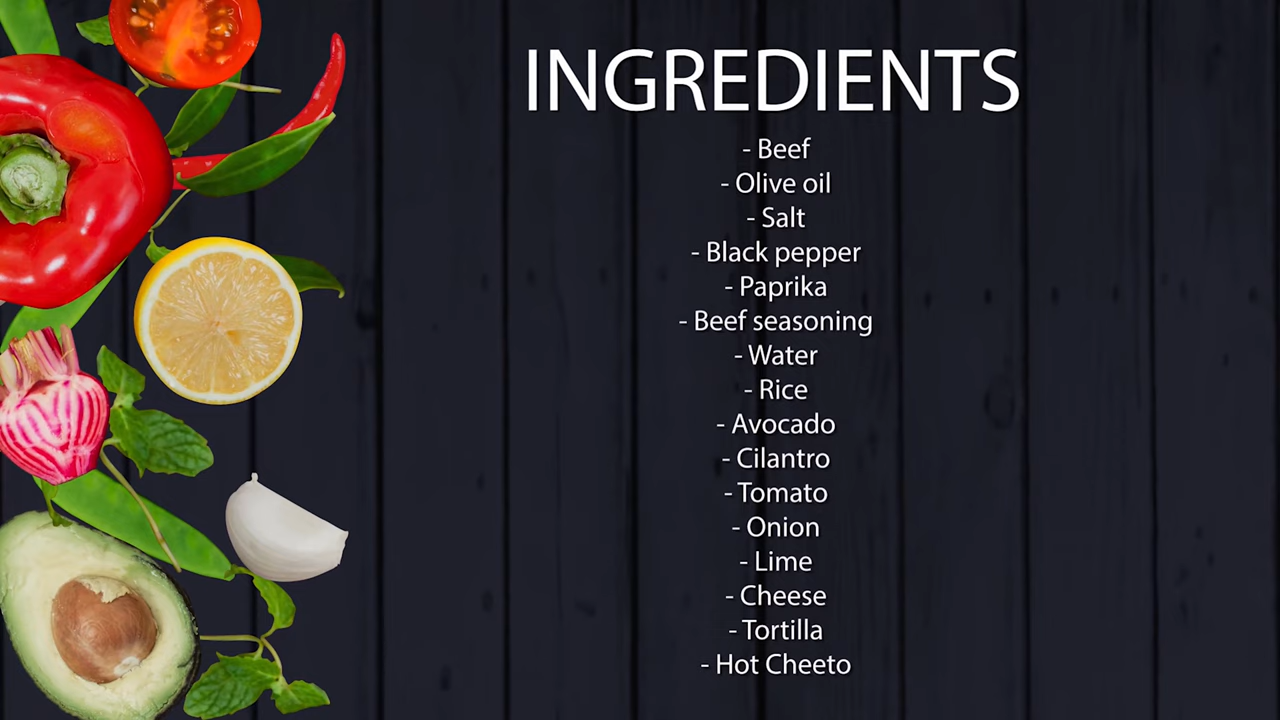 INGREDIENTS
- Beef
- Olive oil
- Salt
- Black pepper
- Paprika
- Beef seasoning
- Water
- Rice
- Avocado
- Cilantro
- Tomato
- Onion
- Lime
- Cheese
- Tortilla
- Hot Cheeto